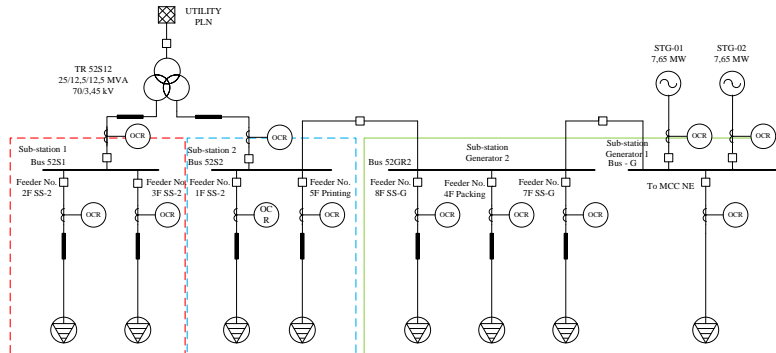 UTILITY
PLN
TR 52S12
25/12,5/12,5 MVA
70/3,45 kV
STG-01
7,65 MW
STG-02
7,65 MW
OCR
OCR
OCR
OCR
Sub-station 1
Bus 52S1
Sub-station 2
Bus 52S2
Sub-station
Generator 2
Bus 52GR2
Sub-station
Generator 1
Bus - G
Feeder No.
2F SS-2
Feeder No.
3F SS-2
Feeder No.
1F SS-2
Feeder No.
5F Printing
Feeder No.
8F SS-G
Feeder No.
4F Packing
Feeder No.
7F SS-G
To MCC NE
OCR
OCR
OC
R
OCR
OCR
OCR
OCR
OCR